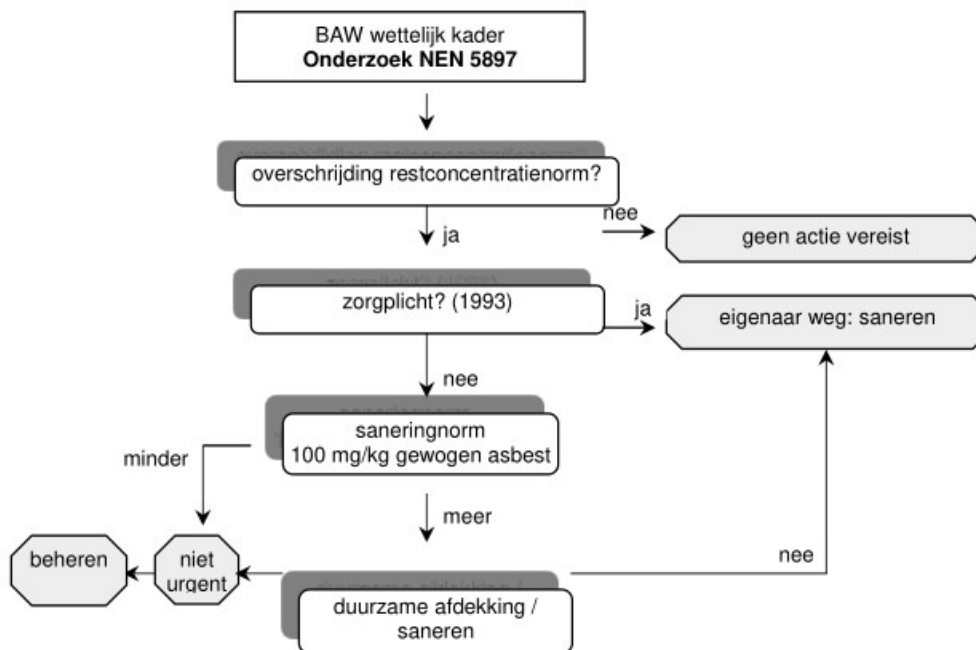 BAW wettelijk kader
Onderzoek NEN 5897
overschrijding restconcentratienorm?
nee
ja
geen actie vereist
zorgplicht? (1993)
ja
eigenaar weg: saneren
nee
saneringnorm
100 mg/kg gewogen asbest
minder
meer
beheren
niet
urgent
nee
duurzame afdekking /
saneren